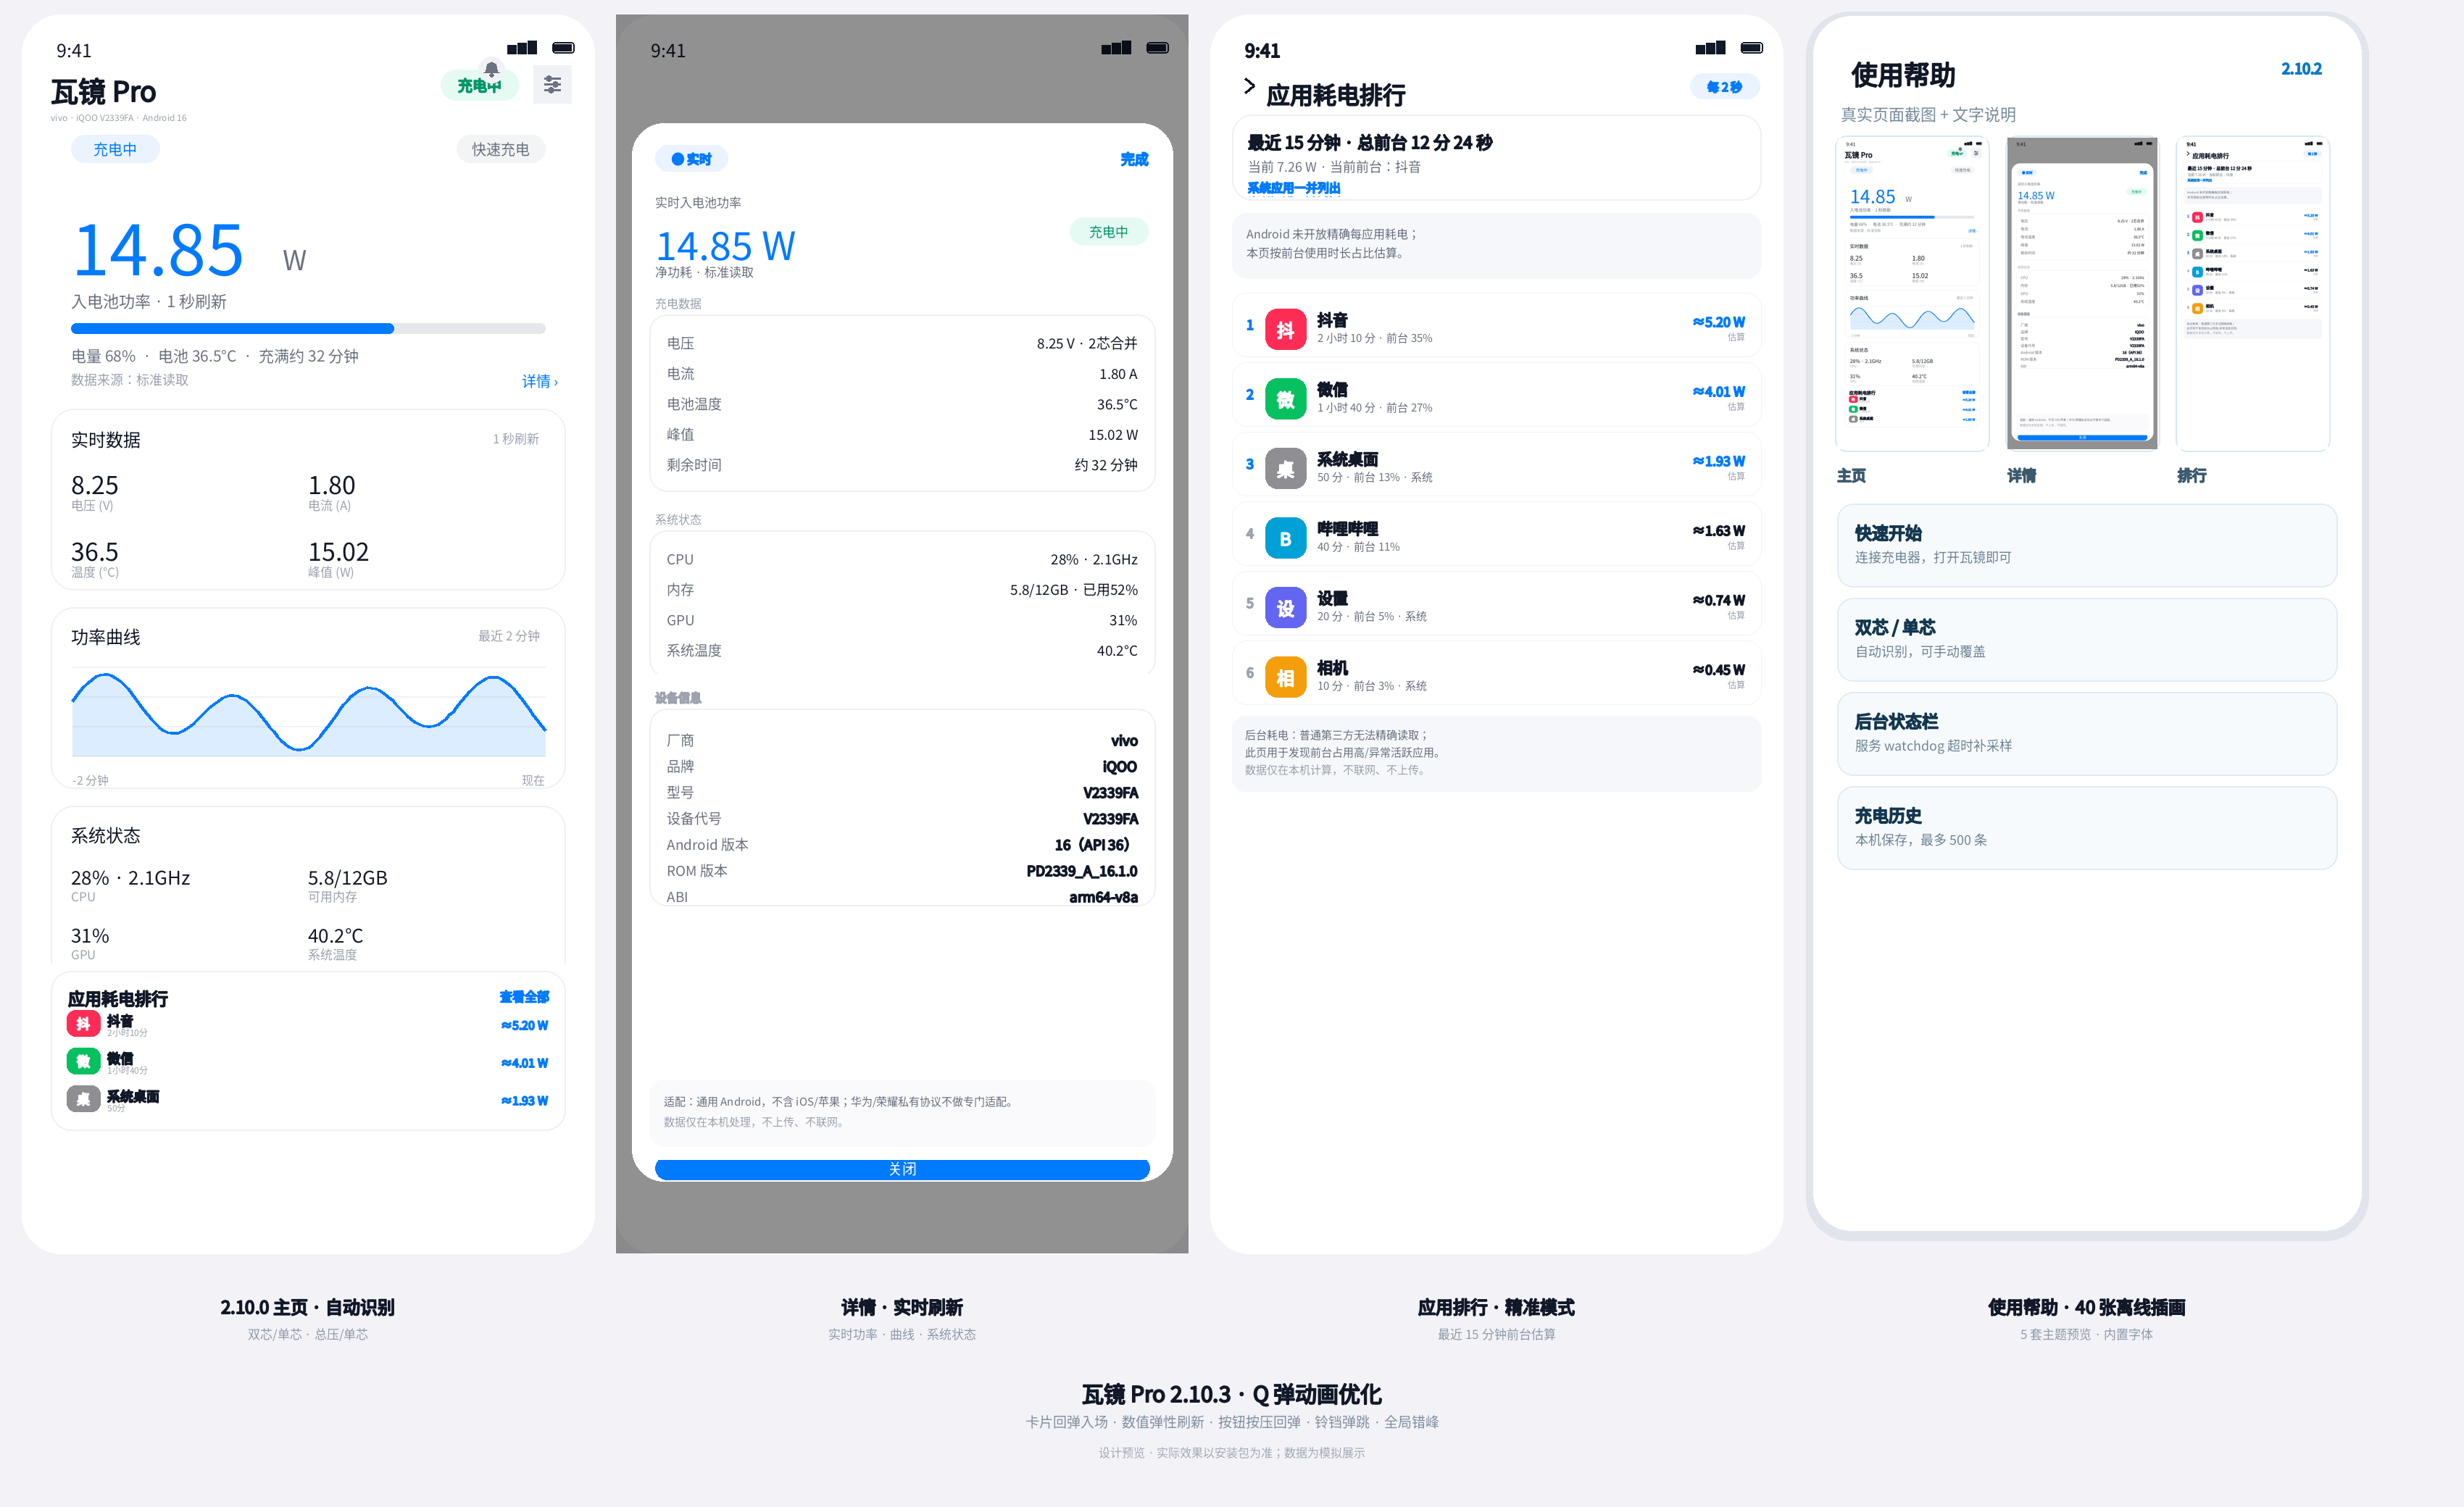 9:41
瓦镜 Pro
充电中
vivo · iQOO V2339FA · Android 16
充电中
快速充电
14.85 W
入电池功率 · 1 秒刷新
电量 68% · 电池 36.5°C · 充满约 32 分钟
数据来源：标准读取
详情 ›
实时数据
1 秒刷新
8.25
1.80
电压 (V)
电流 (A)
36.5
15.02
温度 (°C)
峰值 (W)
功率曲线
最近 2 分钟
-2 分钟
现在
系统状态
28% · 2.1GHz
5.8/12GB
CPU
可用内存
31%
40.2°C
GPU
系统温度
应用耗电排行
查看全部
抖
抖音
2小时10分
≈5.20 W
微
微信
1小时40分
≈4.01 W
桌
系统桌面
50分
≈1.93 W
2.10.0 主页 · 自动识别
双芯/单芯 · 总压/单芯
9:41
实时
完成
实时入电池功率
14.85 W
充电中
净功耗 · 标准读取
充电数据
电压
8.25 V · 2芯合并
电流
1.80 A
电池温度
36.5°C
峰值
15.02 W
剩余时间
约 32 分钟
系统状态
CPU
28% · 2.1GHz
内存
5.8/12GB · 已用52%
GPU
31%
系统温度
40.2°C
设备信息
厂商
vivo
品牌
iQOO
型号
V2339FA
设备代号
V2339FA
Android 版本
16（API 36）
ROM 版本
PD2339_A_16.1.0
ABI
arm64-v8a
适配：通用 Android，不含 iOS/苹果；华为/荣耀私有协议不做专门适配。
数据仅在本机处理，不上传、不联网。
关闭
详情 · 实时刷新
实时功率 · 曲线 · 系统状态
9:41
应用耗电排行
每 2 秒
最近 15 分钟 · 总前台 12 分 24 秒
当前 7.26 W · 当前前台：抖音
系统应用一并列出
Android 未开放精确每应用耗电；
本页按前台使用时长占比估算。
1
抖
抖音
2 小时 10 分 · 前台 35%
≈5.20 W
估算
2
微
微信
1 小时 40 分 · 前台 27%
≈4.01 W
估算
3
桌
系统桌面
50 分 · 前台 13% · 系统
≈1.93 W
估算
4
B
哔哩哔哩
40 分 · 前台 11%
≈1.63 W
估算
5
设
设置
20 分 · 前台 5% · 系统
≈0.74 W
估算
6
相
相机
10 分 · 前台 3% · 系统
≈0.45 W
估算
后台耗电：普通第三方无法精确读取；
此页用于发现前台占用高/异常活跃应用。
数据仅在本机计算，不联网、不上传。
应用排行 · 精准模式
最近 15 分钟前台估算
使用帮助
2.10.2
真实页面截图 + 文字说明
主页
详情
排行
快速开始
连接充电器，打开瓦镜即可
双芯 / 单芯
自动识别，可手动覆盖
后台状态栏
服务 watchdog 超时补采样
充电历史
本机保存，最多 500 条
使用帮助 · 40 张离线插画
5 套主题预览 · 内置字体
瓦镜 Pro 2.10.3 · Q 弹动画优化
卡片回弹入场 · 数值弹性刷新 · 按钮按压回弹 · 铃铛弹跳 · 全局错峰
设计预览 · 实际效果以安装包为准；数据为模拟展示